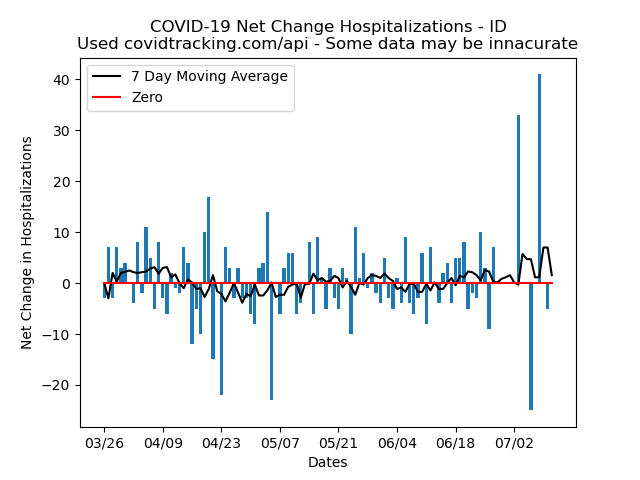 COVID-19 Net Change Hospitalizations - ID
Used covidtracking.com/api - Some data may be innacurate
7 Day Moving Average
Zero
Net Change in Hospitalizations
40
30
20
10
0
−10
−20
03/26 04/09 04/23 05/07 05/21 06/04 06/18 07/02
Dates